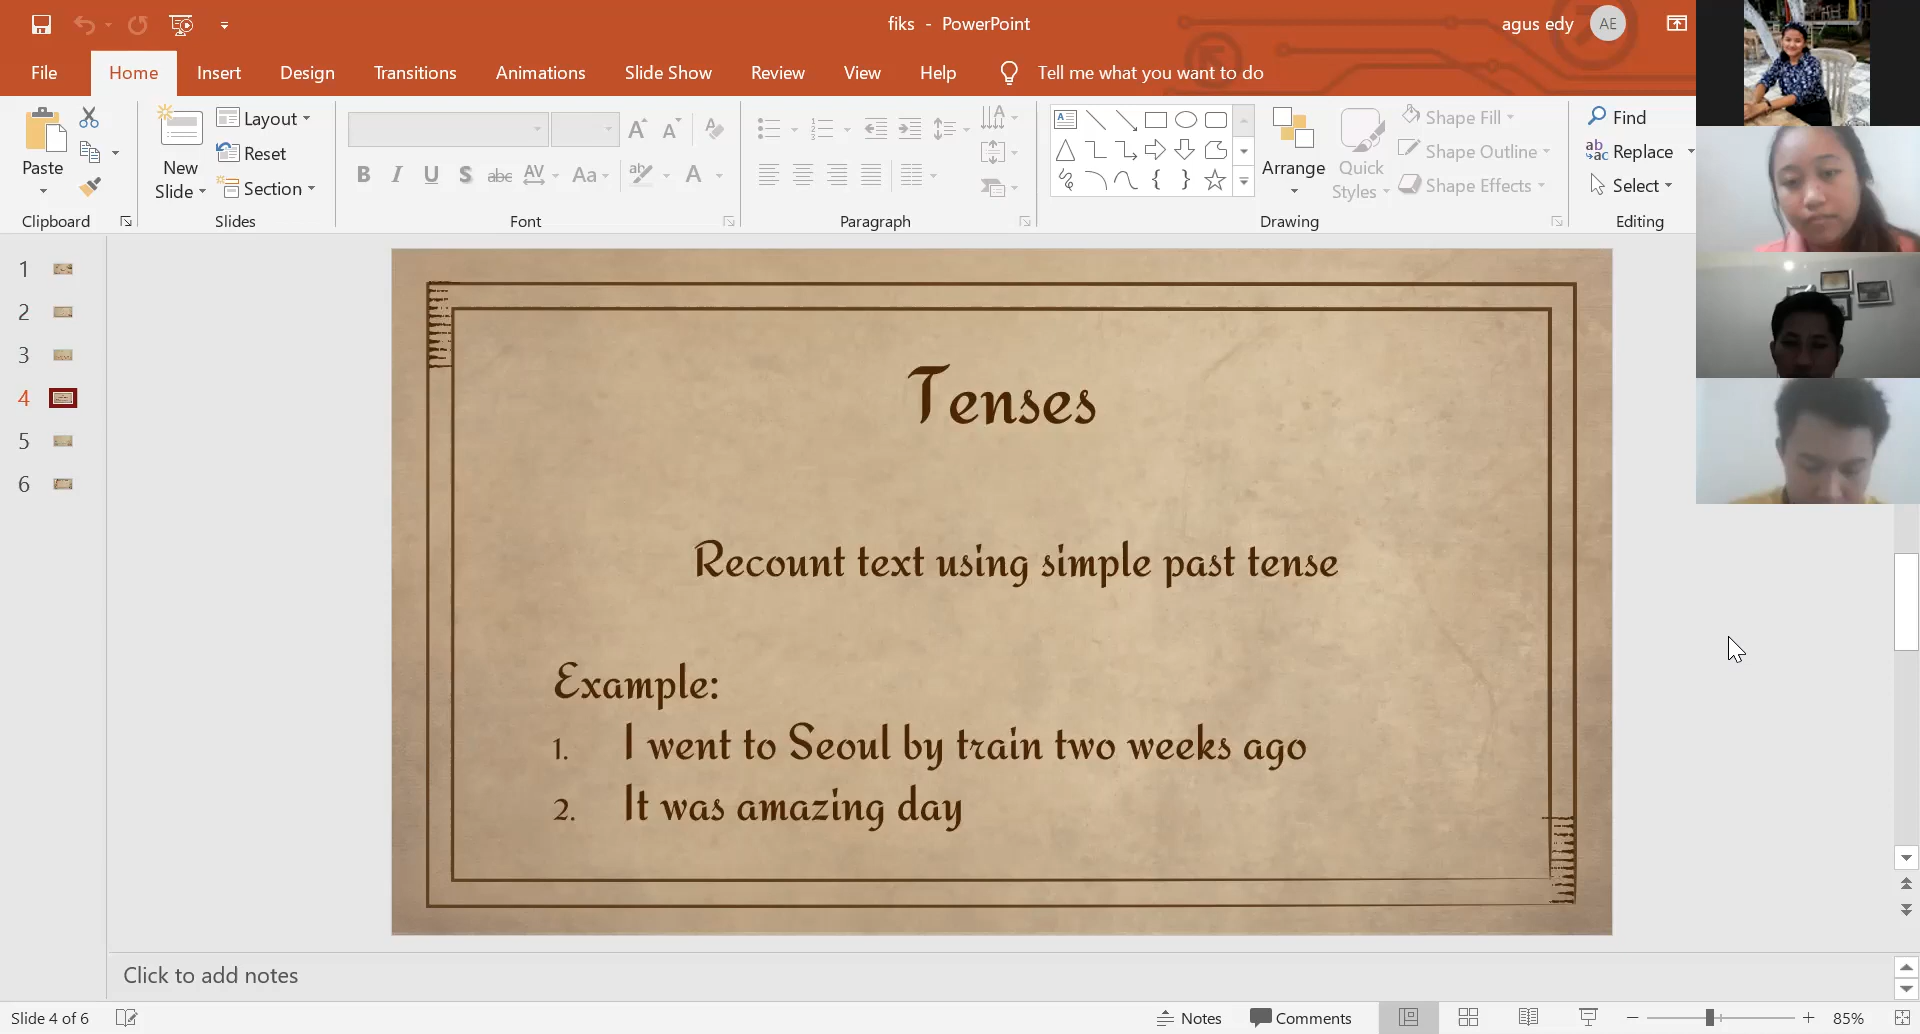 fiks - PowerPoint
agus edy AE
File Home Insert Design Transitions Animations Slide Show Review View Help Tell me what you want to do
Paste
New Slide
Layout
Reset
Section
Clipboard
Slides
B I U S abc AV Aa A
Font
Paragraph
Arrange
Quick Styles
Shape Fill
Shape Outline
Shape Effects
Drawing
Find
Replace
Select
Editing
1
2
3
4
5
6
Tenses
Recount text using simple past tense
Example:
1. I went to Seoul by train two weeks ago
2. It was amazing day
Click to add notes
Slide 4 of 6
Notes Comments 85%